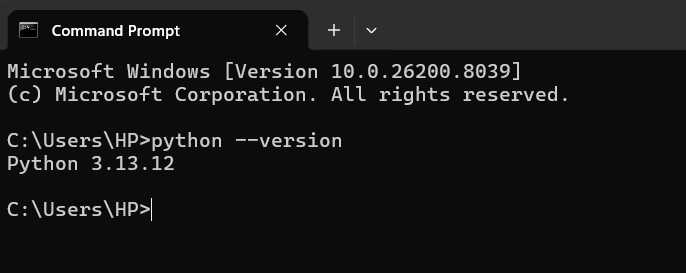 Command Prompt
Microsoft Windows [Version 10.0.26200.8039]
(c) Microsoft Corporation. All rights reserved.
C:\Users\HP>python --version
Python 3.13.12
C:\Users\HP>